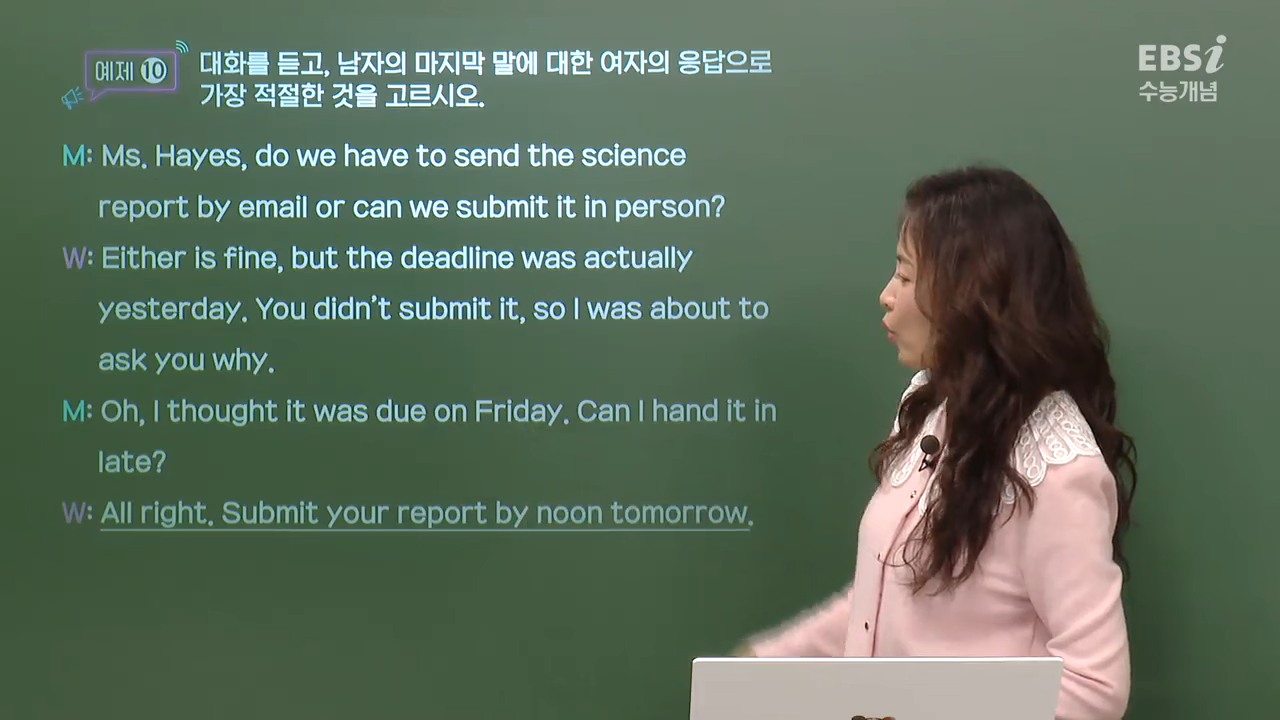 예제 10
대화를 듣고, 남자의 마지막 말에 대한 여자의 응답으로
가장 적절한 것을 고르시오.
EBSi
수능개념
M: Ms. Hayes, do we have to send the science
report by email or can we submit it in person?
W: Either is fine, but the deadline was actually
yesterday. You didn't submit it, so I was about to
ask you why.
M: Oh, I thought it was due on Friday. Can I hand it in
late?
W: All right. Submit your report by noon tomorrow.